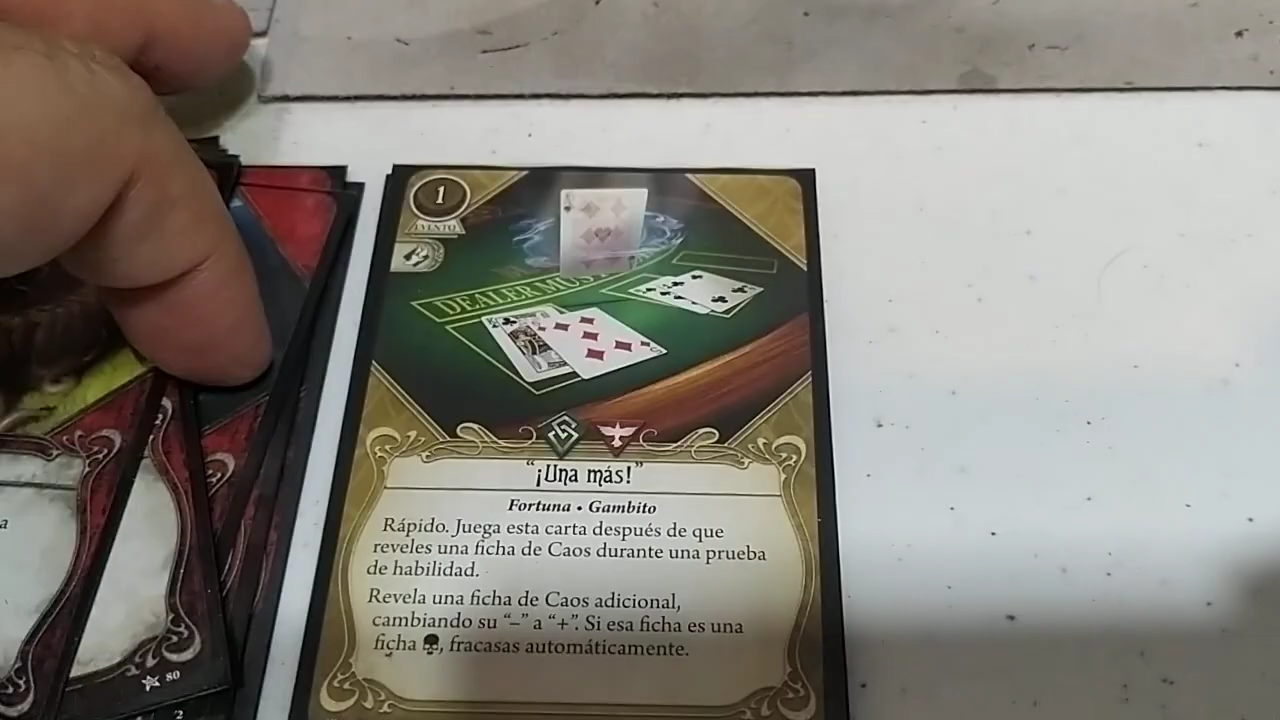 1
EVENTO
DEALER MUS
"¡Una más!"
Fortuna • Gambito
Rápido. Juega esta carta después de que
reveles una ficha de Caos durante una prueba
de habilidad.
Revela una ficha de Caos adicional,
cambiando su "–" a "+". Si esa ficha es una
ficha , fracasas automáticamente.
a
80